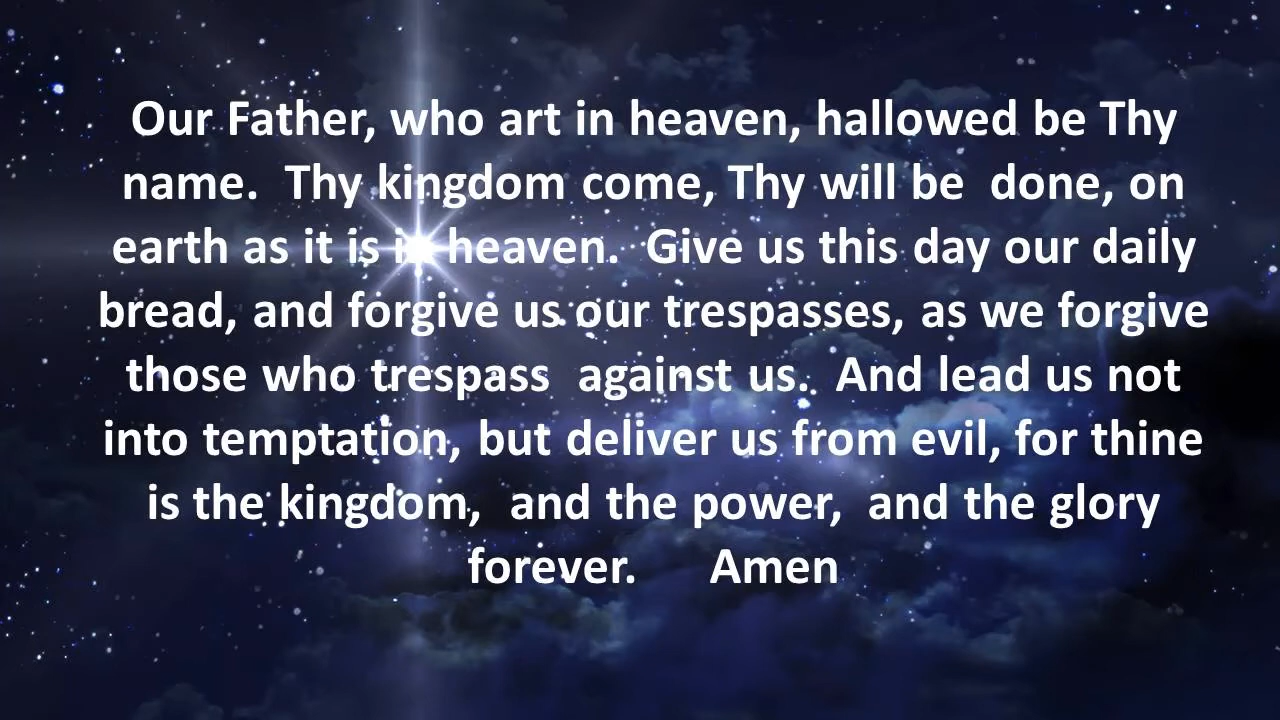 Our Father, who art in heaven, hallowed be Thy
name.  Thy kingdom come, Thy will be  done, on
earth as it is in heaven.  Give us this day our daily
bread, and forgive us our trespasses, as we forgive
those who trespass  against us.  And lead us not
into temptation, but deliver us from evil, for thine
is the kingdom,  and the power,  and the glory
forever.     Amen